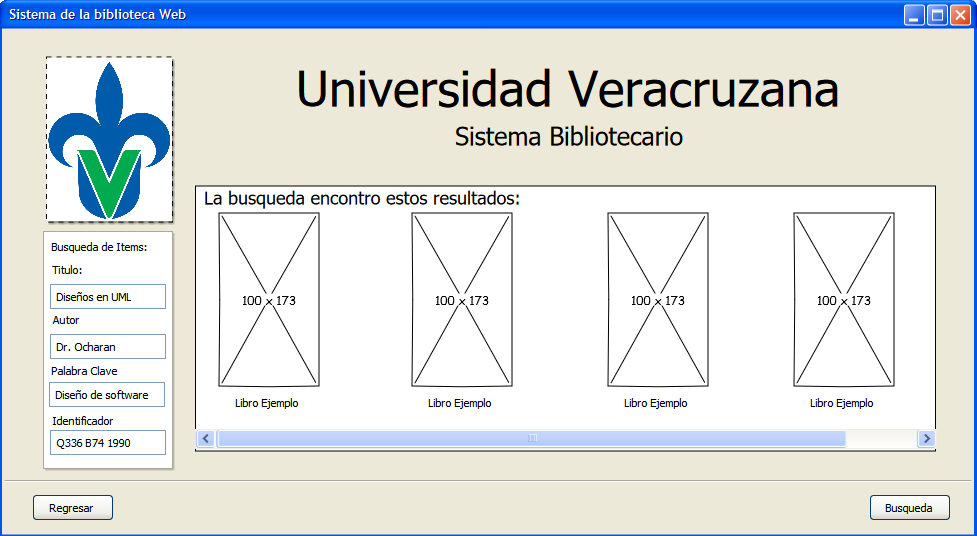 Sistema de la biblioteca Web
Universidad Veracruzana
Sistema Bibliotecario
V
Busqueda de Items:
Titulo:
Diseños en UML
Autor
Dr. Ocharan
Palabra Clave
Diseño de software
Identificador
Q336 B74 1990
La busqueda encontro estos resultados:
100 x 173 100 x 173 100 x 173 100 x 173
Libro Ejemplo Libro Ejemplo Libro Ejemplo Libro Ejemplo
Regresar Busqueda